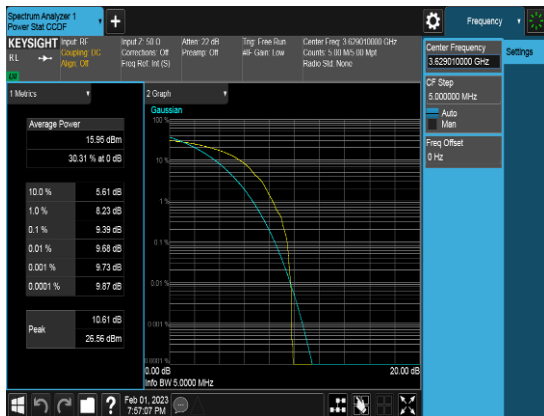 Spectrum Analyzer 1
Power Stat CCDF
Frequency
KEYSIGHT
RL
Input: RF
Coupling: DC
Align: Off
Input Z: 50 Ω
Corrections: Off
Freq Ref: Int (S)
Atten: 22 dB
Preamp: Off
Trig: Free Run
#IF Gain: Low
Center Freq: 3.629010000 GHz
Counts: 5.00 M/5.00 Mpt
Radio Std: None
Center Frequency
3.629010000 GHz
Settings
CF Step
5.000000 MHz
Auto
Man
Freq Offset
0 Hz
1 Metrics
Average Power
15.95 dBm
30.31 % at 0 dB
10.0 % 5.61 dB
1.0 % 8.23 dB
0.1 % 9.39 dB
0.01 % 9.68 dB
0.001 % 9.73 dB
0.0001 % 9.87 dB
Peak
10.61 dB
26.56 dBm
2 Graph
Gaussian
100 %
10 %
1 %
0.1 %
0.01 %
0.001 %
0.0001 %
0.00 dB
20.00 dB
Info BW 5.0000 MHz
?
Feb 01, 2023
7:57:07 PM